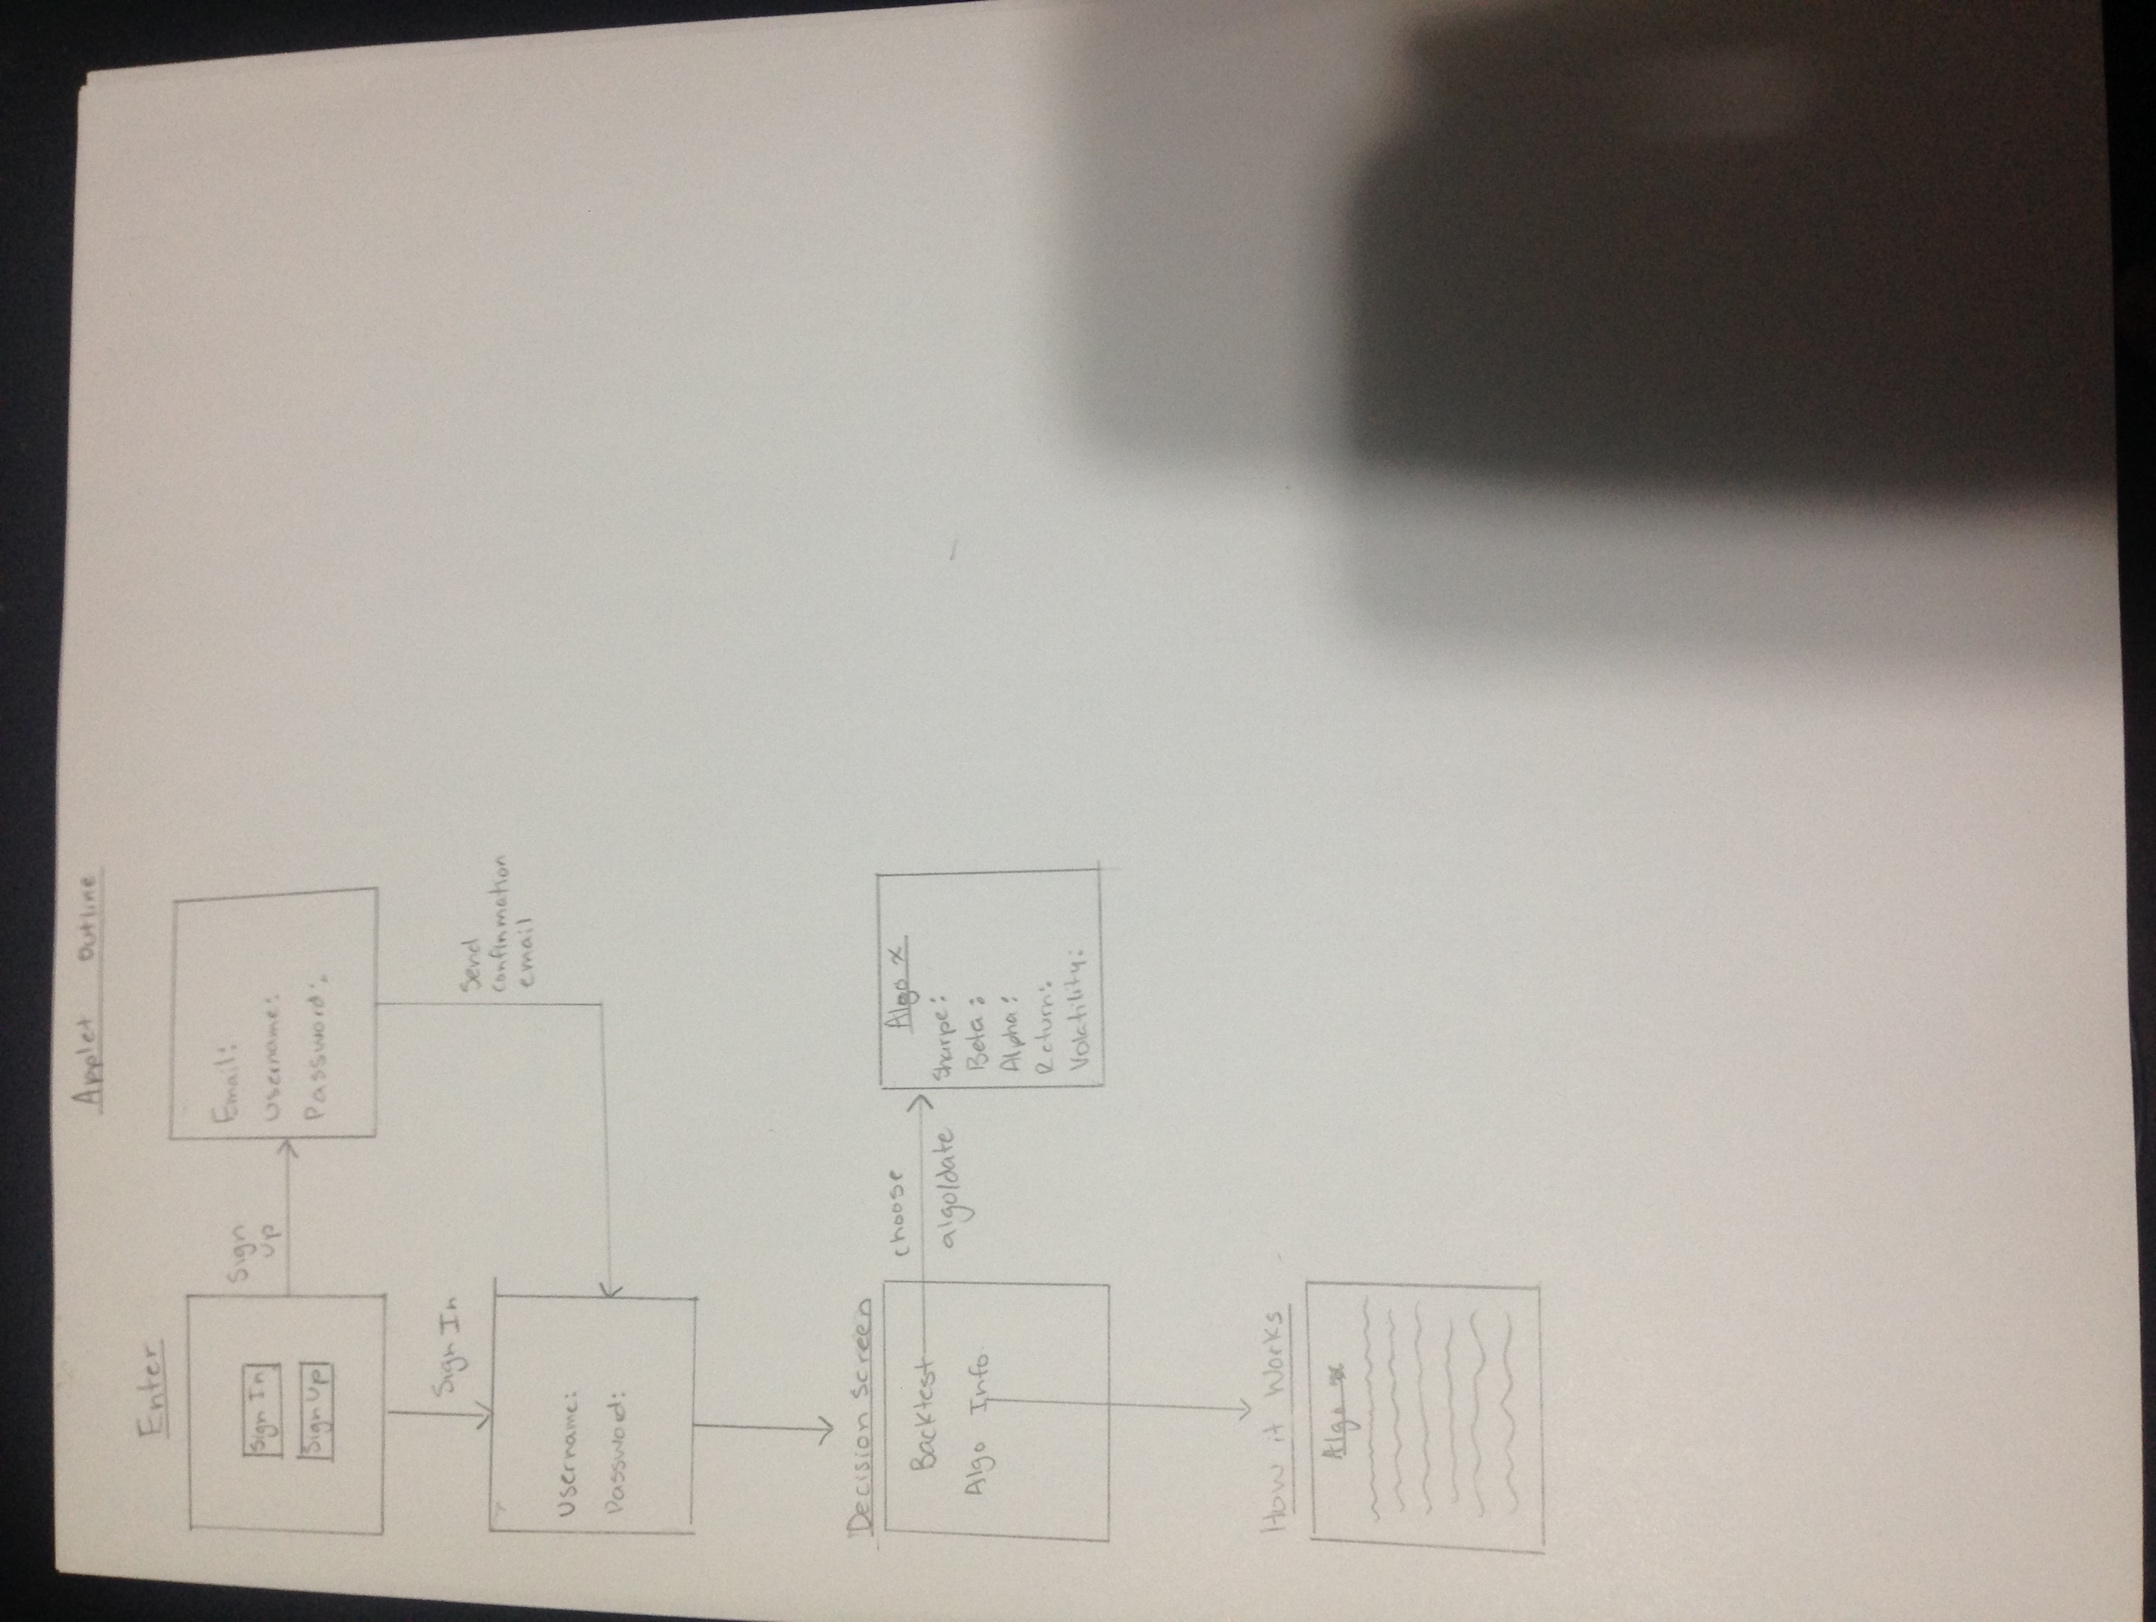 Applet outline
Enter
Sign In
Sign Up
Sign
Up
Email:
Username:
Password:
Sign In
Send
confirmation
email
Username:
Password:
Decision Screen
Backtest
Algo Info.
choose
algo/date
Algo x
Sharpe:
Beta:
Alpha:
Return:
Volatility:
How it Works
Algo x